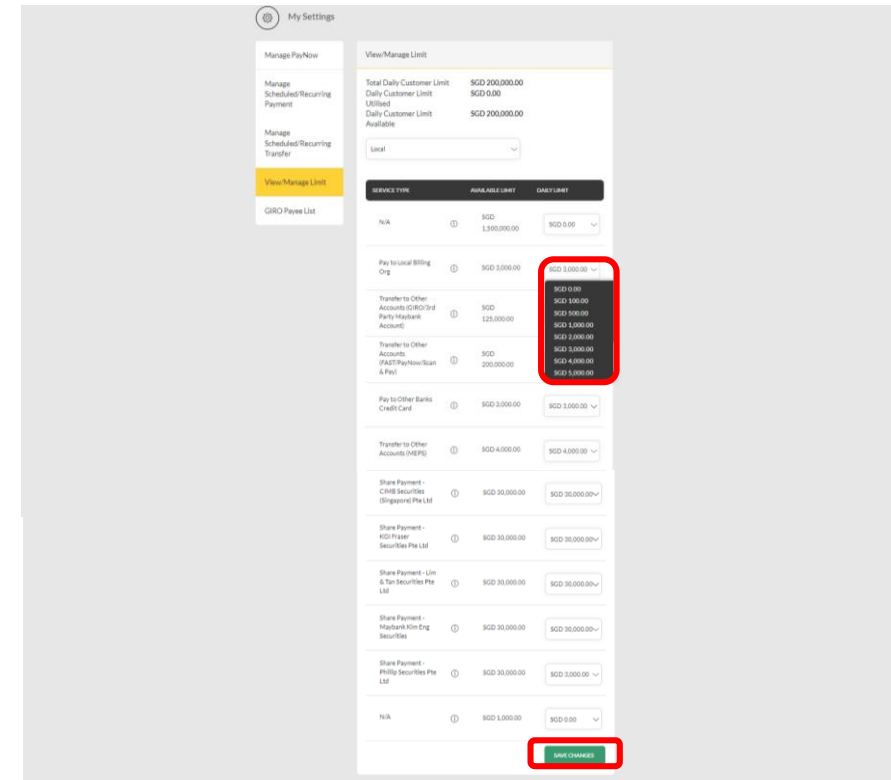 My Settings
Manage PayNow
Manage
Scheduled/Recurring
Payment
Manage
Scheduled/Recurring
Transfer
View/Manage Limit
GIRO Payee List
View/Manage Limit
Total Daily Customer Limit SGD 200,000.00
Daily Customer Limit SGD 0.00
Utilised
Daily Customer Limit SGD 200,000.00
Available
Local
SERVICE TYPE AVAILABLE LIMIT DAILY LIMIT
N/A SGD 1,500,000.00 SGD 0.00
Pay to Local Billing
Org SGD 3,000.00 SGD 3,000.00
SGD 0.00
SGD 100.00
SGD 500.00
SGD 1,000.00
SGD 2,000.00
SGD 3,000.00
SGD 4,000.00
SGD 5,000.00
Transfer to Other
Accounts (GIRO/3rd
Party Maybank
Account) SGD 125,000.00
Transfer to Other
Accounts
(FAST/PayNow/Scan
& Pay) SGD 200,000.00
Pay to Other Banks
Credit Card SGD 3,000.00 SGD 3,000.00
Transfer to Other
Accounts (MEPS) SGD 4,000.00 SGD 4,000.00
Share Payment -
CIMB Securities
(Singapore) Pte Ltd SGD 30,000.00 SGD 30,000.00
Share Payment -
KGI Fraser
Securities Pte Ltd SGD 30,000.00 SGD 30,000.00
Share Payment - Lim
& Tan Securities Pte
Ltd SGD 30,000.00 SGD 30,000.00
Share Payment -
Maybank Kim Eng
Securities SGD 30,000.00 SGD 30,000.00
Share Payment -
Phillip Securities Pte
Ltd SGD 30,000.00 SGD 3,000.00
N/A SGD 1,000.00 SGD 0.00
SAVE CHANGES